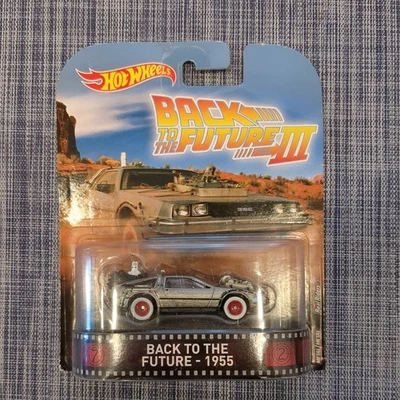 HOT WHEELS
BACK
TO THE
FUTURE
III
BACK TO THE
FUTURE - 1955